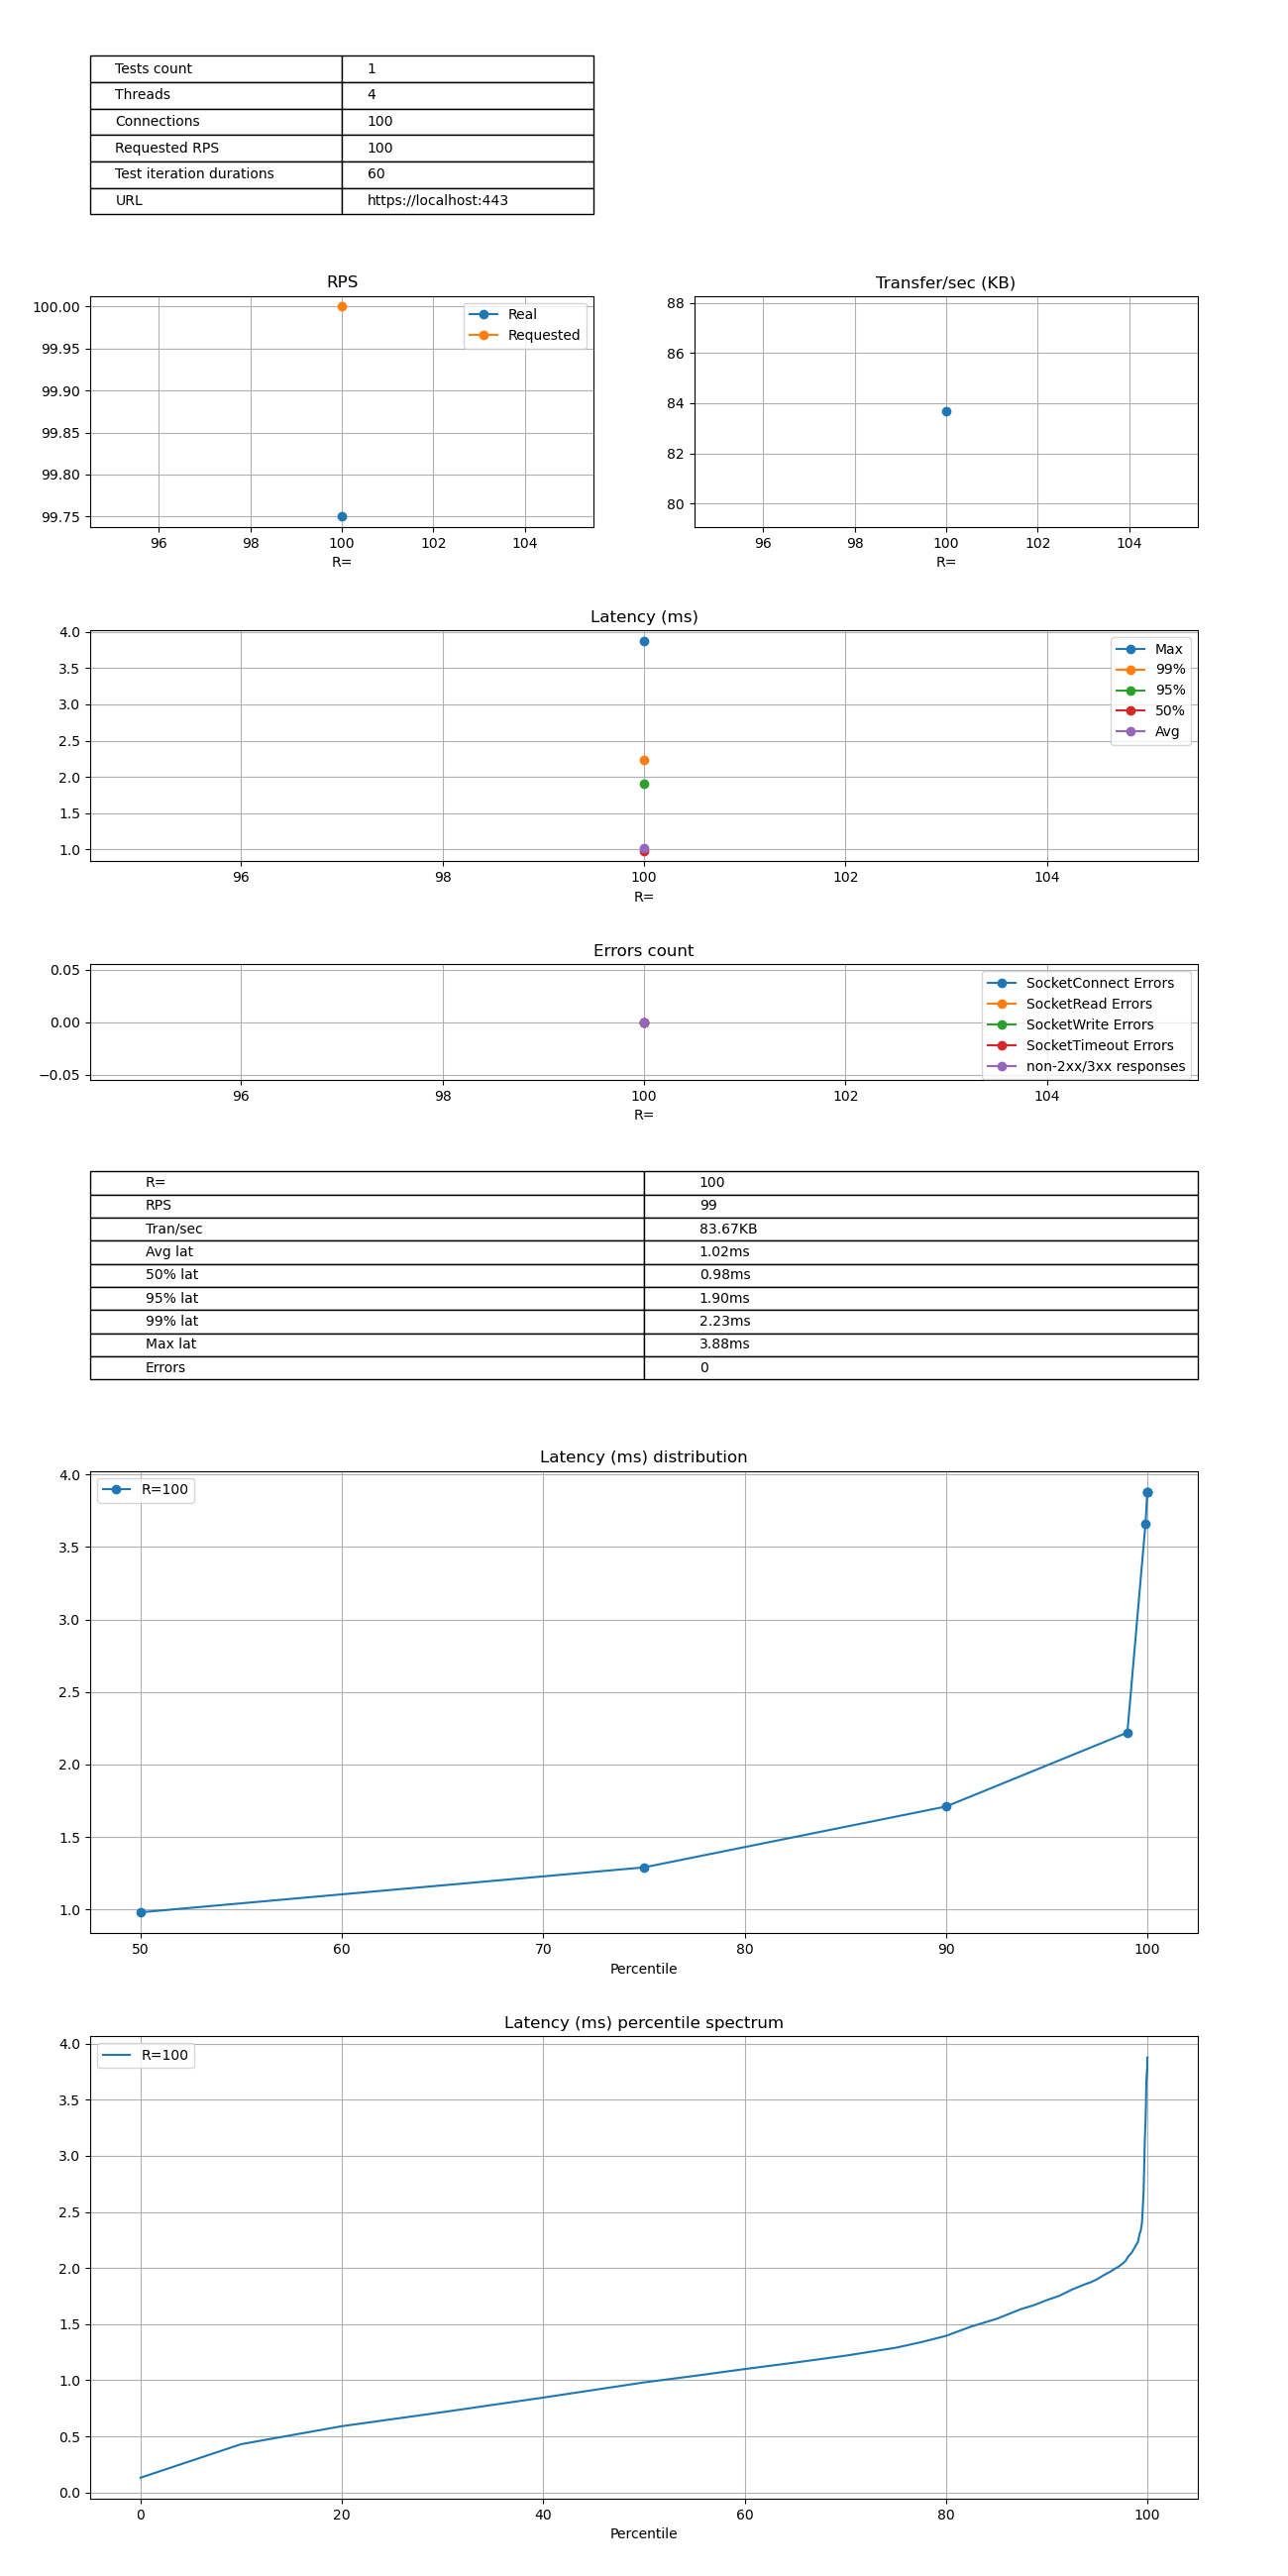 Tests count 1
Threads 4
Connections 100
Requested RPS 100
Test iteration durations 60
URL https://localhost:443
RPS
100.00
99.95
99.90
99.85
99.80
99.75
Real
Requested
96 98 100 102 104
R=
Transfer/sec (KB)
88
86
84
82
80
96 98 100 102 104
R=
Latency (ms)
4.0
3.5
3.0
2.5
2.0
1.5
1.0
Max
99%
95%
50%
Avg
96 98 100 102 104
R=
Errors count
0.05
0.00
−0.05
SocketConnect Errors
SocketRead Errors
SocketWrite Errors
SocketTimeout Errors
non-2xx/3xx responses
96 98 100 102 104
R=
R= 100
RPS 99
Tran/sec 83.67KB
Avg lat 1.02ms
50% lat 0.98ms
95% lat 1.90ms
99% lat 2.23ms
Max lat 3.88ms
Errors 0
Latency (ms) distribution
4.0
3.5
3.0
2.5
2.0
1.5
1.0
R=100
50 60 70 80 90 100
Percentile
Latency (ms) percentile spectrum
4.0
3.5
3.0
2.5
2.0
1.5
1.0
0.5
0.0
R=100
0 20 40 60 80 100
Percentile